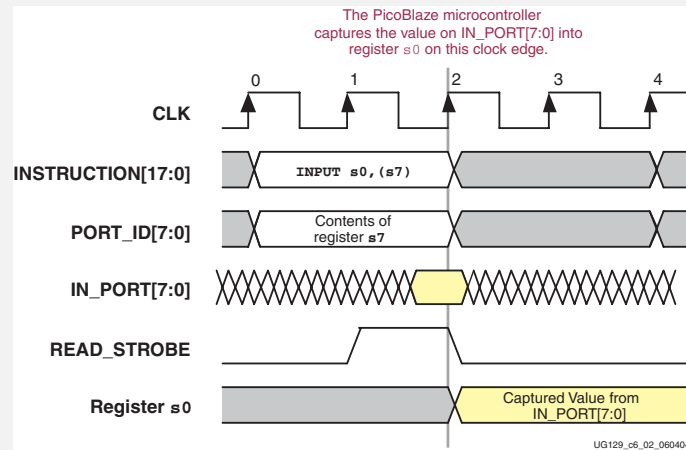 The PicoBlaze microcontroller
captures the value on IN_PORT[7:0] into
register s0 on this clock edge.
0 1 2 3 4
CLK
INSTRUCTION[17:0] INPUT s0,(s7)
PORT_ID[7:0] Contents of
register s7
IN_PORT[7:0]
READ_STROBE
Register s0 Captured Value from
IN_PORT[7:0]
UG129_c6_02_06040